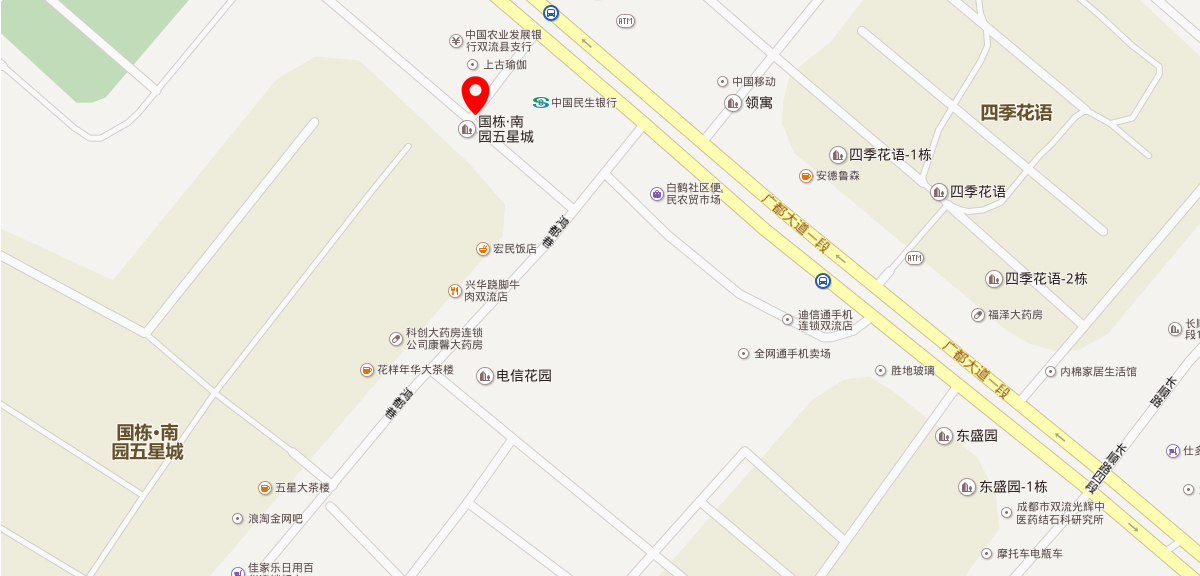 ATM
中国农业发展银
行双流县支行
上古瑜伽
中国移动
中国民生银行
领寓
国栋·南
园五星城
四季花语
四季花语-1栋
安德鲁森
白鹤社区便
民农贸市场
四季花语
广都大道一段
宏民饭店
ATM
四季花语-2栋
兴华跷脚牛
肉双流店
迪信通手机
连锁双流店
福泽大药房
科创大药房连锁
公司康馨大药房
全网通手机卖场
广都大道一段
花样年华大茶楼
电信花园
胜地玻璃
内棉家居生活馆
长顺路
国栋·南
园五星城
东盛园
长顺路四段
五星大茶楼
东盛园-1栋
浪淘金网吧
成都市双流光辉中
医药结石科研究所
摩托车电瓶车
佳家乐日用百